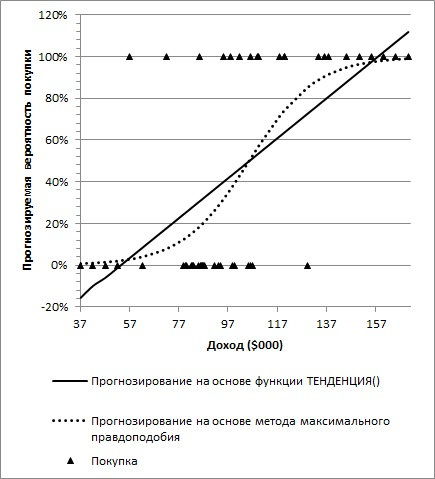 120%
100%
80%
60%
40%
20%
0%
-20%
Прогнозируемая вероятность покупки
37 57 77 97 117 137 157
Доход ($000)
Прогнозирование на основе функции ТЕНДЕНЦИЯ()
Прогнозирование на основе метода максимального
правдоподобия
Покупка